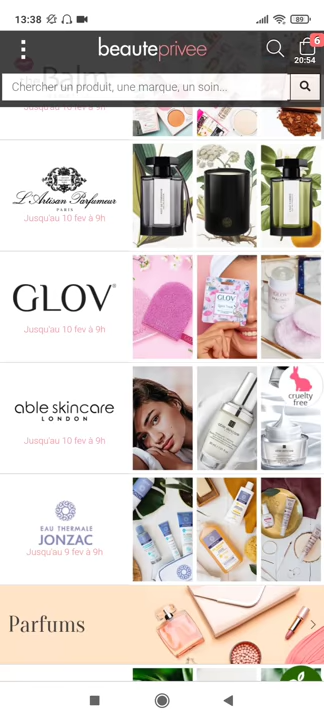 13:38
89
beauteprivee
6
20:54
Balm
Chercher un produit, une marque, un soin...
L'Artisan Parfumeur
PARIS
Jusqu'au 10 fev à 9h
GLOV®
Jusqu'au 10 fev à 9h
GLOV
able skincare
LONDON
Jusqu'au 10 fev à 9h
cruelty
free
EAU THERMALE
JONZAC
Jusqu'au 9 fev à 9h
Parfums